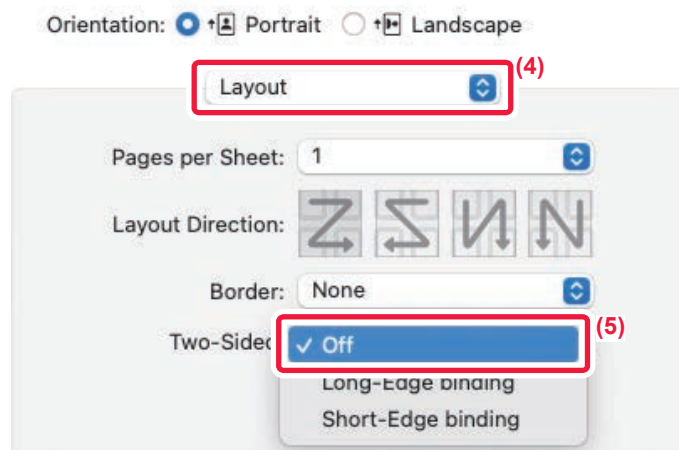 Orientation: Portrait Landscape
(4)
Layout
Pages per Sheet: 1
Layout Direction:
Border: None
(5)
Two-Sided ✓ Off
Long-Edge binding
Short-Edge binding